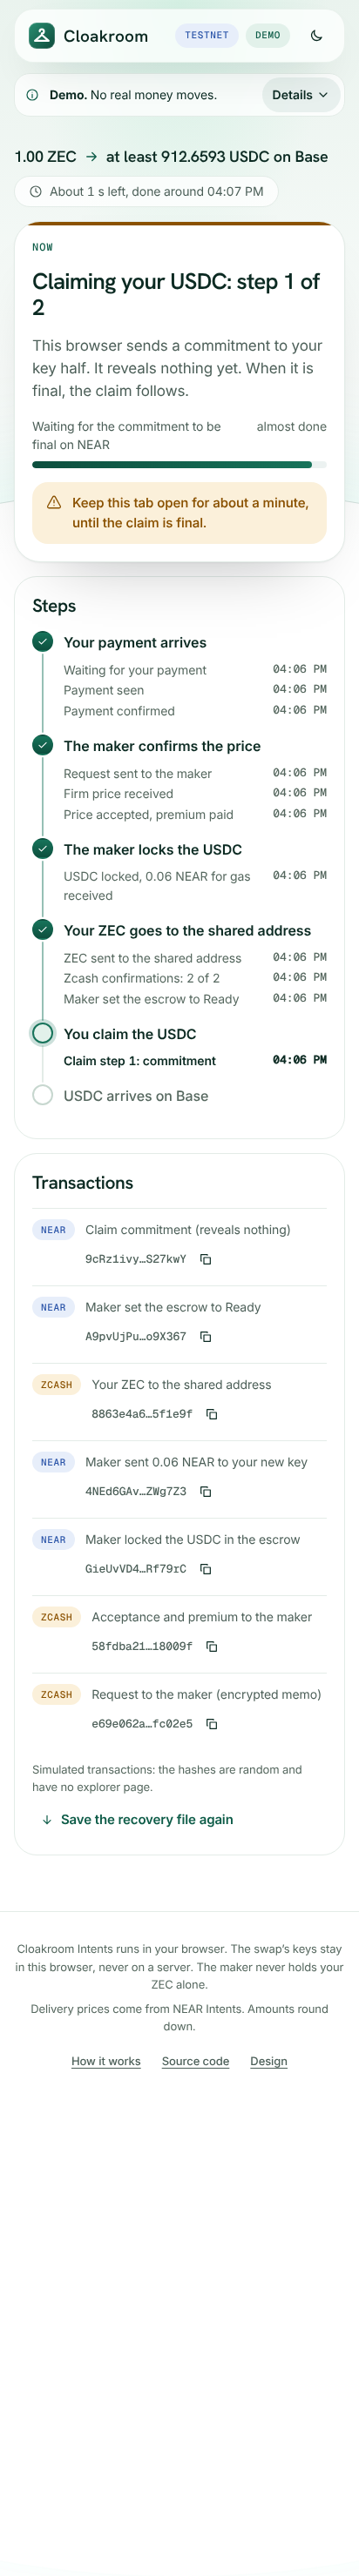 Cloakroom TESTNET DEMO
Demo. No real money moves. Details
1.00 ZEC → at least 912.6593 USDC on Base
About 1 s left, done around 04:07 PM
NOW
Claiming your USDC: step 1 of
2
This browser sends a commitment to your
key half. It reveals nothing yet. When it is
final, the claim follows.
Waiting for the commitment to be almost done
final on NEAR
Keep this tab open for about a minute,
until the claim is final.
Steps
Your payment arrives
Waiting for your payment 04:06 PM
Payment seen 04:06 PM
Payment confirmed 04:06 PM
The maker confirms the price
Request sent to the maker 04:06 PM
Firm price received 04:06 PM
Price accepted, premium paid 04:06 PM
The maker locks the USDC
USDC locked, 0.06 NEAR for gas 04:06 PM
received
Your ZEC goes to the shared address
ZEC sent to the shared address 04:06 PM
Zcash confirmations: 2 of 2 04:06 PM
Maker set the escrow to Ready 04:06 PM
You claim the USDC
Claim step 1: commitment 04:06 PM
USDC arrives on Base
Transactions
NEAR Claim commitment (reveals nothing)
9cRz1ivy…S27kwY
NEAR Maker set the escrow to Ready
A9pvUjPu…o9X367
ZCASH Your ZEC to the shared address
8863e4a6…5f1e9f
NEAR Maker sent 0.06 NEAR to your new key
4NEd6GAv…ZWg7Z3
NEAR Maker locked the USDC in the escrow
GieUvVD4…Rf79rC
ZCASH Acceptance and premium to the maker
58fdba21…18009f
ZCASH Request to the maker (encrypted memo)
e69e062a…fc02e5
Simulated transactions: the hashes are random and
have no explorer page.
↓ Save the recovery file again
Cloakroom Intents runs in your browser. The swap's keys stay
in this browser, never on a server. The maker never holds your
ZEC alone.
Delivery prices come from NEAR Intents. Amounts round
down.
How it works Source code Design